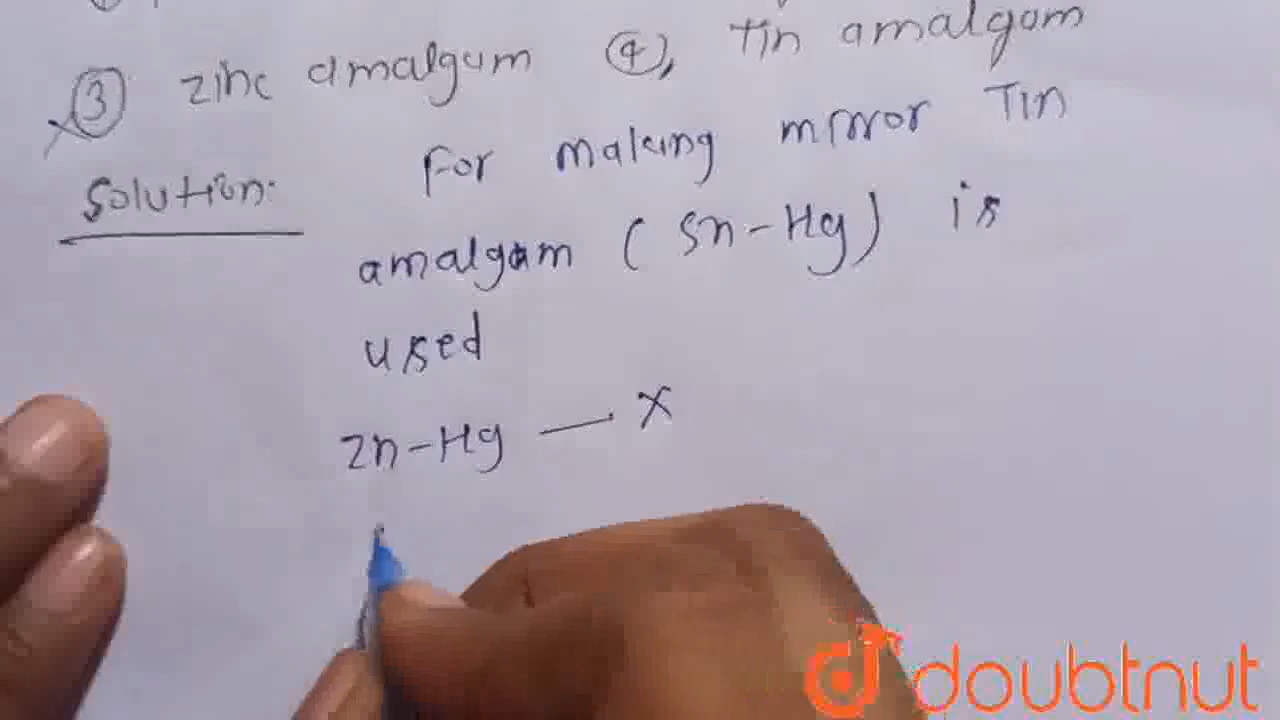 ③ zinc amalgam ④, Tin amalgam
Solution: For making mirror Tin
amalgam (Sn-Hg) is
used
Zn-Hg — X
doubtnut